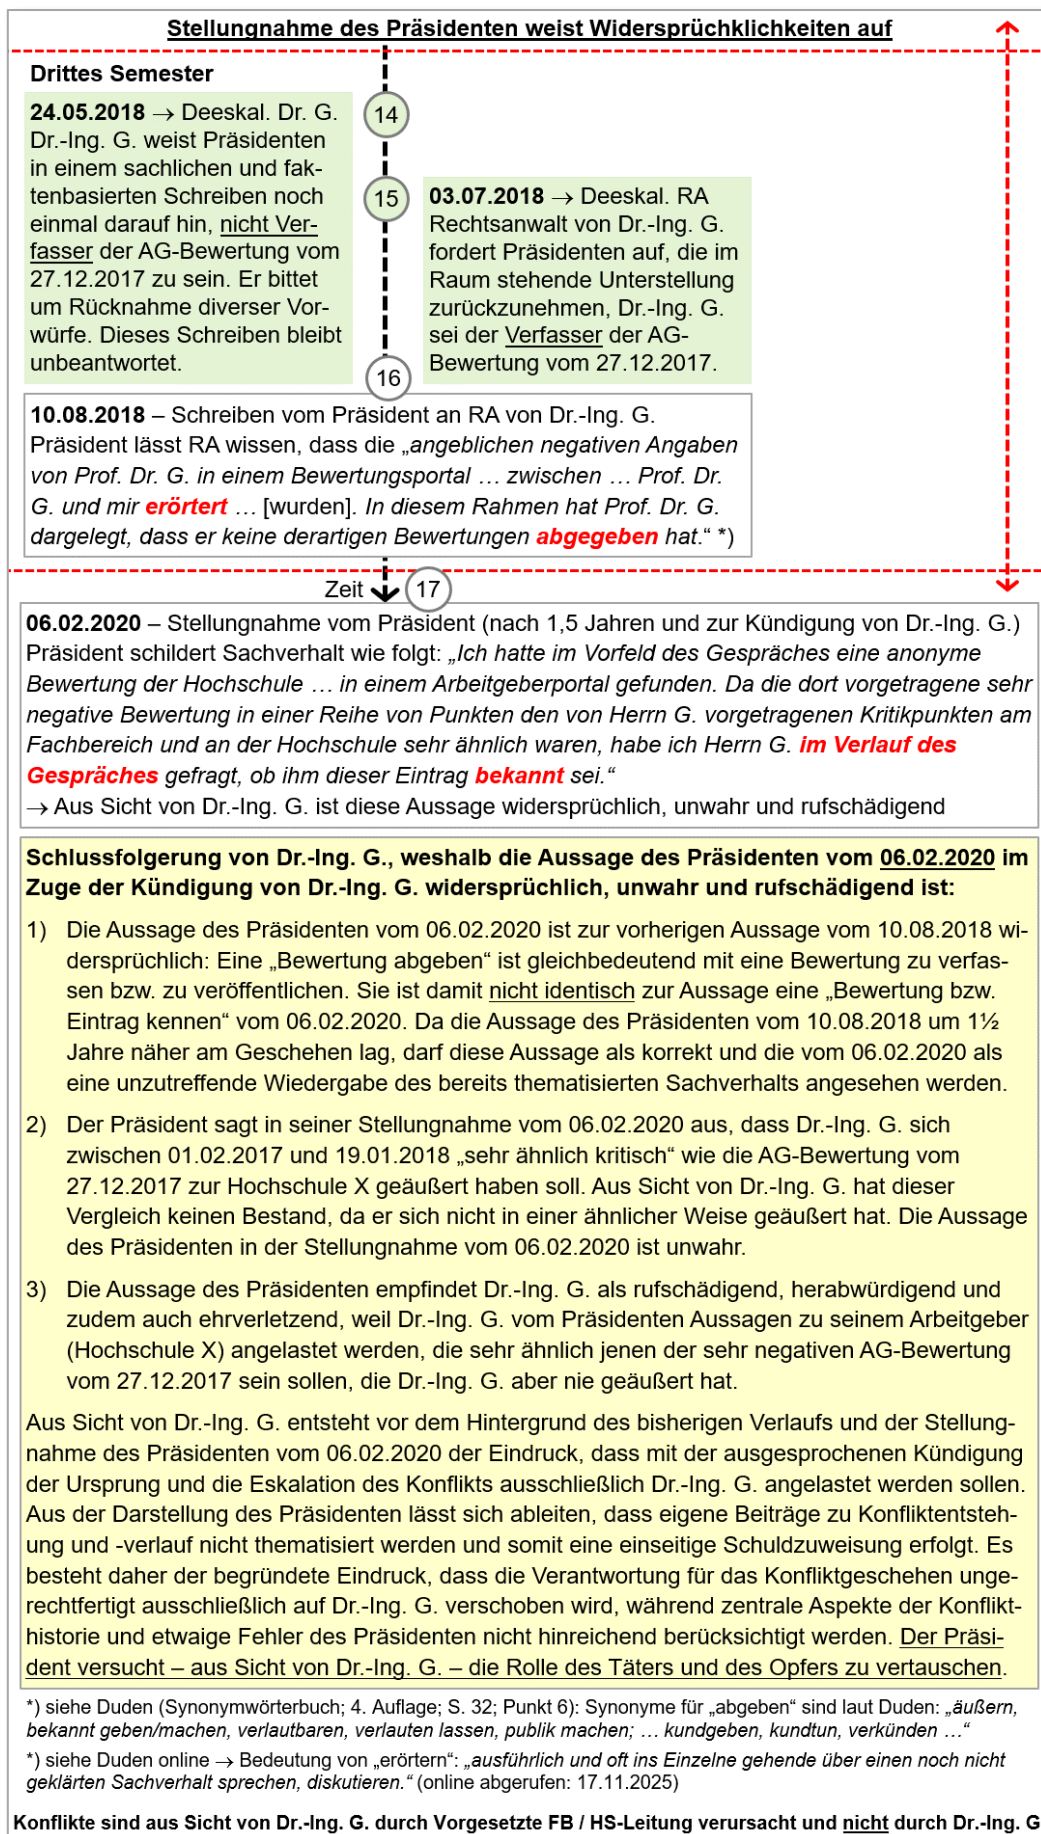 Stellungnahme des Präsidenten weist Widersprüchklichkeiten auf
Drittes Semester
24.05.2018 → Deeskal. Dr. G.
Dr.-Ing. G. weist Präsidenten
in einem sachlichen und fak-
tenbasierten Schreiben noch
einmal darauf hin, nicht Ver-
fasser der AG-Bewertung vom
27.12.2017 zu sein. Er bittet
um Rücknahme diverser Vor-
würfe. Dieses Schreiben bleibt
unbeantwortet.
14
15
03.07.2018 → Deeskal. RA
Rechtsanwalt von Dr.-Ing. G.
fordert Präsidenten auf, die im
Raum stehende Unterstellung
zurückzunehmen, Dr.-Ing. G.
sei der Verfasser der AG-
Bewertung vom 27.12.2017.
16
10.08.2018 – Schreiben vom Präsident an RA von Dr.-Ing. G.
Präsident lässt RA wissen, dass die „angeblichen negativen Angaben
von Prof. Dr. G. in einem Bewertungsportal … zwischen … Prof. Dr.
G. und mir erörtert … [wurden]. In diesem Rahmen hat Prof. Dr. G.
dargelegt, dass er keine derartigen Bewertungen abgegeben hat.“ *)
Zeit
17
06.02.2020 – Stellungnahme vom Präsident (nach 1,5 Jahren und zur Kündigung von Dr.-Ing. G.)
Präsident schildert Sachverhalt wie folgt: „Ich hatte im Vorfeld des Gespräches eine anonyme
Bewertung der Hochschule … in einem Arbeitgeberportal gefunden. Da die dort vorgetragene sehr
negative Bewertung in einer Reihe von Punkten den von Herrn G. vorgetragenen Kritikpunkten am
Fachbereich und an der Hochschule sehr ähnlich waren, habe ich Herrn G. im Verlauf des
Gespräches gefragt, ob ihm dieser Eintrag bekannt sei.“
→ Aus Sicht von Dr.-Ing. G. ist diese Aussage widersprüchlich, unwahr und rufschädigend
Schlussfolgerung von Dr.-Ing. G., weshalb die Aussage des Präsidenten vom 06.02.2020 im
Zuge der Kündigung von Dr.-Ing. G. widersprüchlich, unwahr und rufschädigend ist:
1) Die Aussage des Präsidenten vom 06.02.2020 ist zur vorherigen Aussage vom 10.08.2018 wi-
dersprüchlich: Eine „Bewertung abgeben“ ist gleichbedeutend mit eine Bewertung zu verfas-
sen bzw. zu veröffentlichen. Sie ist damit nicht identisch zur Aussage eine „Bewertung bzw.
Eintrag kennen“ vom 06.02.2020. Da die Aussage des Präsidenten vom 10.08.2018 um 1½
Jahre näher am Geschehen lag, darf diese Aussage als korrekt und die vom 06.02.2020 als
eine unzutreffende Wiedergabe des bereits thematisierten Sachverhalts angesehen werden.
2) Der Präsident sagt in seiner Stellungnahme vom 06.02.2020 aus, dass Dr.-Ing. G. sich
zwischen 01.02.2017 und 19.01.2018 „sehr ähnlich kritisch“ wie die AG-Bewertung vom
27.12.2017 zur Hochschule X geäußert haben soll. Aus Sicht von Dr.-Ing. G. hat dieser
Vergleich keinen Bestand, da er sich nicht in einer ähnlicher Weise geäußert hat. Die Aussage
des Präsidenten in der Stellungnahme vom 06.02.2020 ist unwahr.
3) Die Aussage des Präsidenten empfindet Dr.-Ing. G. als rufschädigend, herabwürdigend und
zudem auch ehrverletzend, weil Dr.-Ing. G. vom Präsidenten Aussagen zu seinem Arbeitgeber
(Hochschule X) angelastet werden, die sehr ähnlich jenen der sehr negativen AG-Bewertung
vom 27.12.2017 sein sollen, die Dr.-Ing. G. aber nie geäußert hat.
Aus Sicht von Dr.-Ing. G. entsteht vor dem Hintergrund des bisherigen Verlaufs und der Stellung-
nahme des Präsidenten vom 06.02.2020 der Eindruck, dass mit der ausgesprochenen Kündigung
der Ursprung und die Eskalation des Konflikts ausschließlich Dr.-Ing. G. angelastet werden sollen.
Aus der Darstellung des Präsidenten lässt sich ableiten, dass eigene Beiträge zu Konfliktentsteh-
ung und -verlauf nicht thematisiert werden und somit eine einseitige Schuldzuweisung erfolgt. Es
besteht daher der begründete Eindruck, dass die Verantwortung für das Konfliktgeschehen unge-
rechtfertigt ausschließlich auf Dr.-Ing. G. verschoben wird, während zentrale Aspekte der Konflikt-
historie und etwaige Fehler des Präsidenten nicht hinreichend berücksichtigt werden. Der Präsi-
dent versucht – aus Sicht von Dr.-Ing. G. – die Rolle des Täters und des Opfers zu vertauschen.
*) siehe Duden (Synonymwörterbuch; 4. Auflage; S. 32; Punkt 6): Synonyme für „abgeben“ sind laut Duden: „äußern,
bekannt geben/machen, verlautbaren, verlauten lassen, publik machen; … kundgeben, kundtun, verkünden …“
*) siehe Duden online → Bedeutung von „erörtern“: „ausführlich und oft ins Einzelne gehende über einen noch nicht
geklärten Sachverhalt sprechen, diskutieren.“ (online abgerufen: 17.11.2025)
Konflikte sind aus Sicht von Dr.-Ing. G. durch Vorgesetzte FB / HS-Leitung verursacht und nicht durch Dr.-Ing. G